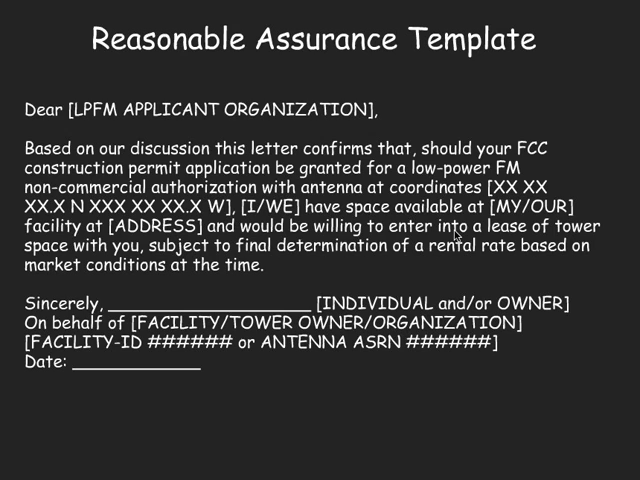 Reasonable Assurance Template
Dear [LPFM APPLICANT ORGANIZATION],
Based on our discussion this letter confirms that, should your FCC
construction permit application be granted for a low-power FM
non-commercial authorization with antenna at coordinates [XX XX
XX.X N XXX XX XX.X W], [I/WE] have space available at [MY/OUR]
facility at [ADDRESS] and would be willing to enter into a lease of tower
space with you, subject to final determination of a rental rate based on
market conditions at the time.
Sincerely, _____________________ [INDIVIDUAL and/or OWNER]
On behalf of [FACILITY/TOWER OWNER/ORGANIZATION]
[FACILITY-ID ###### or ANTENNA ASRN ######]
Date: _____________